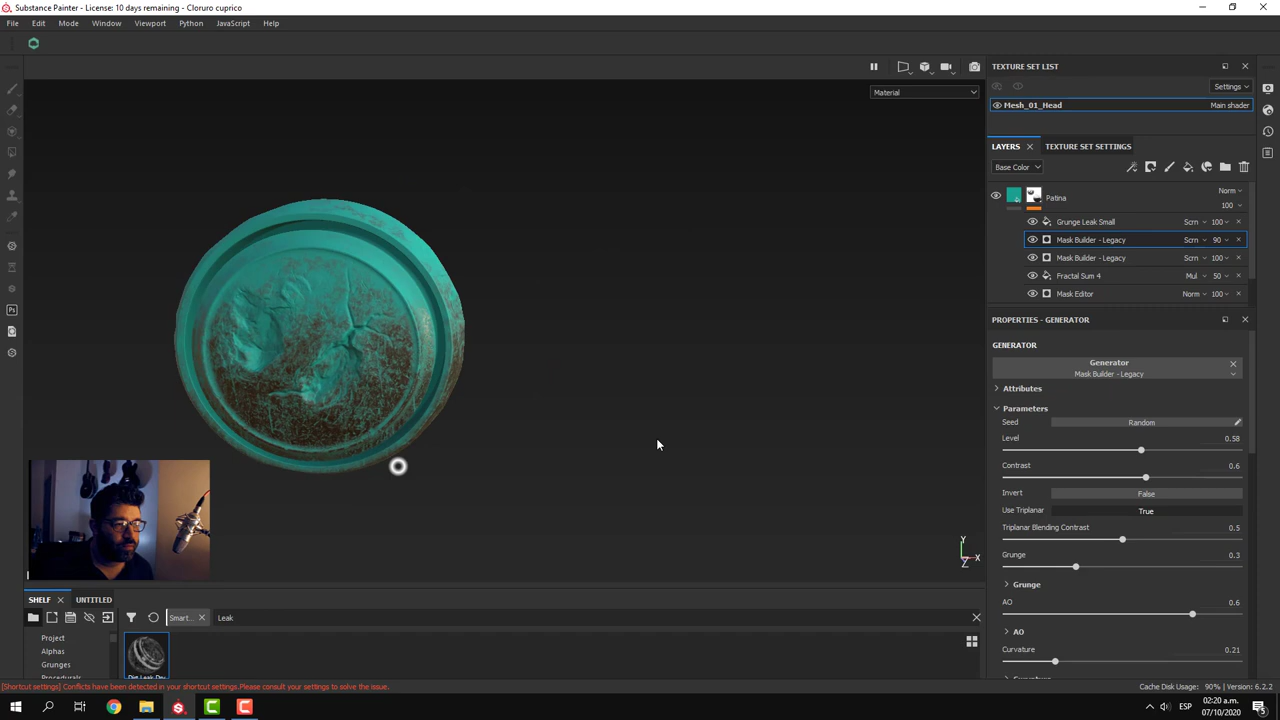 Substance Painter - License: 10 days remaining - Cloruro cuprico
File Edit Mode Window Viewport Python JavaScript Help
Material
TEXTURE SET LIST
Settings
Mesh_01_Head Main shader
LAYERS TEXTURE SET SETTINGS
Base Color
Norm
Patina
100
Grunge Leak Small Scrn 100
Mask Builder - Legacy Scrn 90
Mask Builder - Legacy Scrn 100
Fractal Sum 4 Mul 50
Mask Editor Norm 100
PROPERTIES - GENERATOR
GENERATOR
Generator
Mask Builder - Legacy
Attributes
Parameters
Seed Random
Level 0.58
Contrast 0.6
Invert False
Use Triplanar True
Triplanar Blending Contrast 0.5
Grunge 0.3
Grunge
AO 0.6
AO
Curvature 0.21
Y
X
Z
SHELF UNTITLED
Smart... Leak
Project
Alphas
Grunges
[Shortcut settings] Conflicts have been detected in your shortcut settings.Please consult your settings to solve the issue.
Cache Disk Usage: 90% | Version: 6.2.2
Ps
ESP
02:20 a.m.
07/10/2020
5